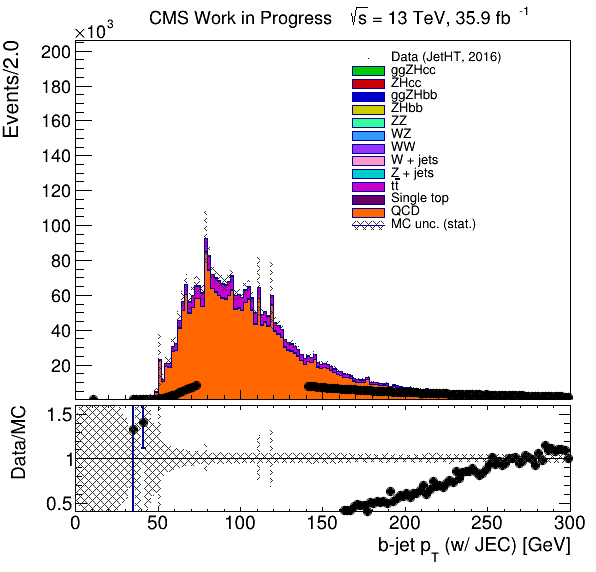 CMS Work in Progress √s = 13 TeV, 35.9 fb⁻¹
×10³
Events/2.0
200
180
160
140
120
100
80
60
40
20
Data (JetHT, 2016)
ggZHcc
ZHcc
ggZHbb
ZHbb
ZZ
WZ
WW
W + jets
Z + jets
tt̄
Single top
QCD
MC unc. (stat.)
Data/MC
1.5
1
0.5
0 50 100 150 200 250 300
b-jet p_T (w/ JEC) [GeV]